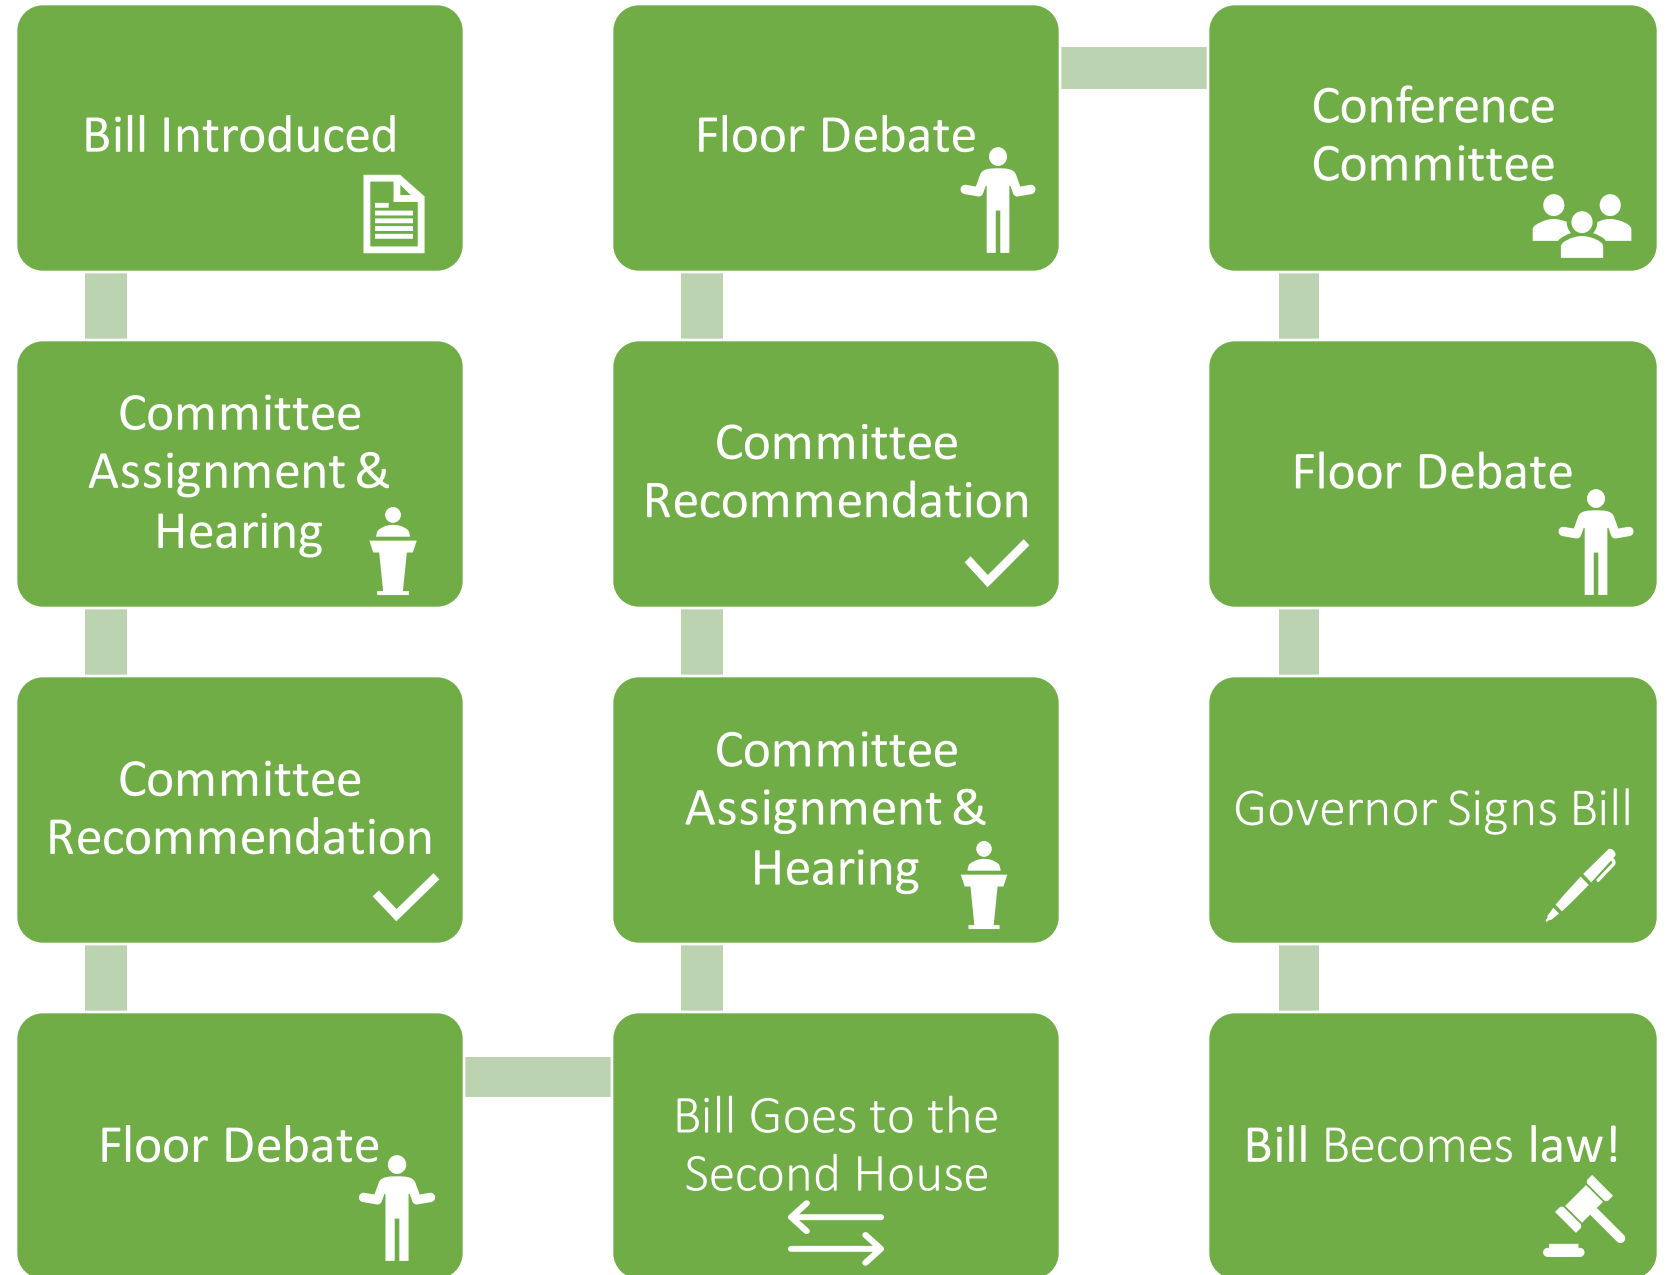 Bill Introduced
Committee
Assignment &
Hearing
Committee
Recommendation
Floor Debate
Bill Goes to the
Second House
Committee
Assignment &
Hearing
Committee
Recommendation
Floor Debate
Conference
Committee
Floor Debate
Governor Signs Bill
Bill Becomes law!